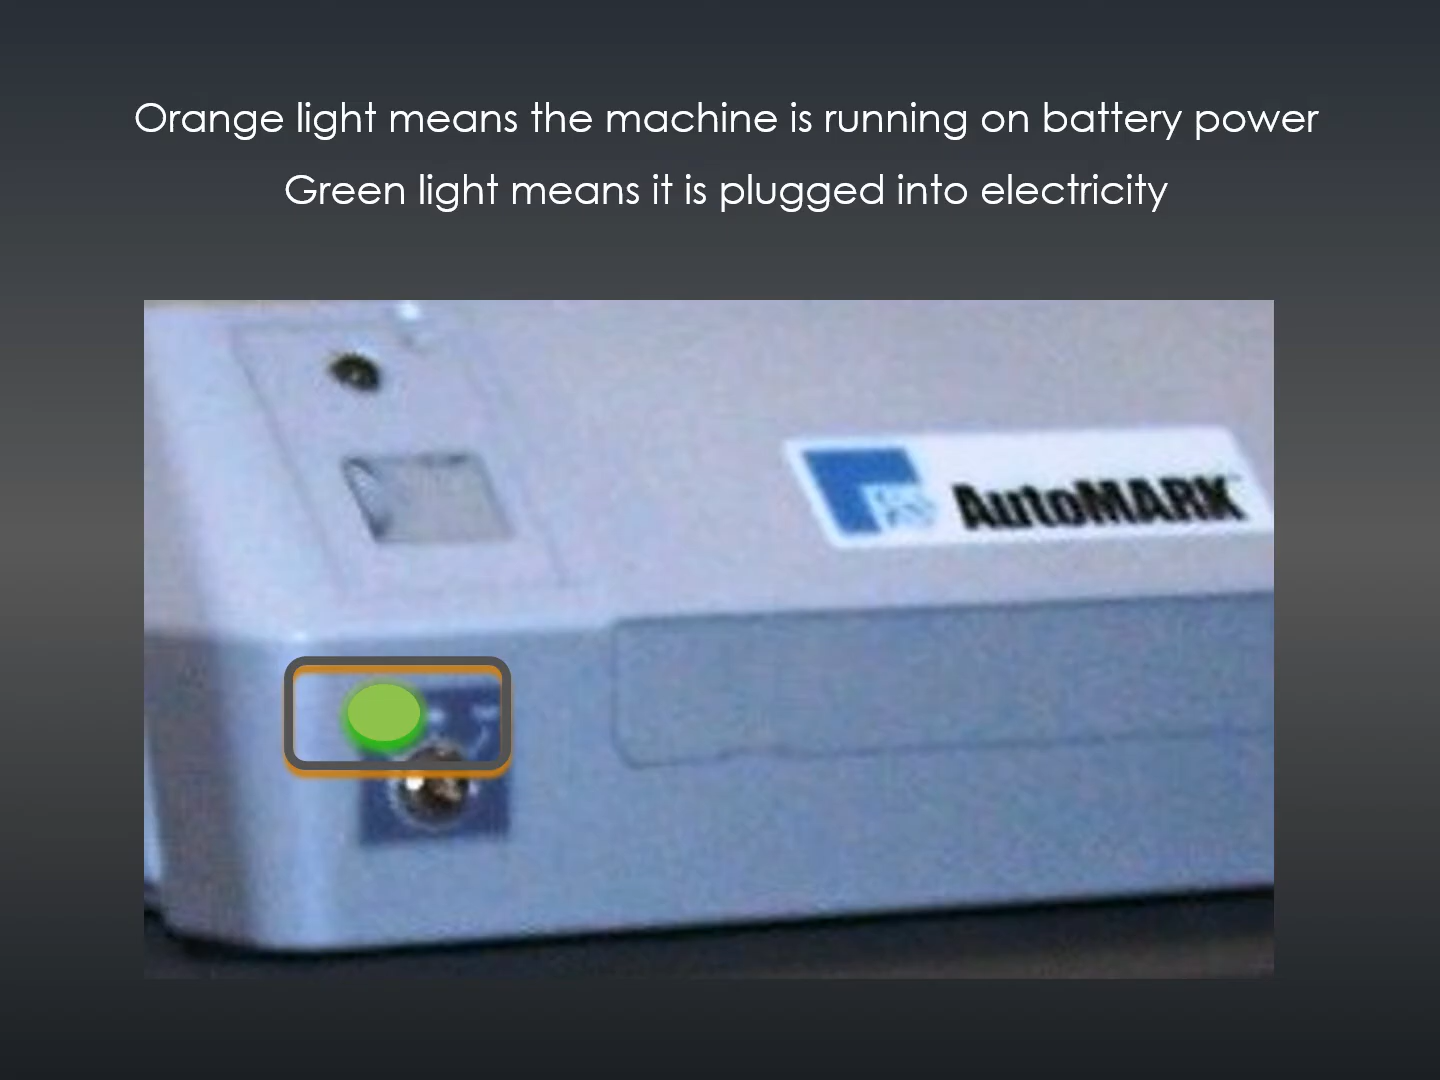 Orange light means the machine is running on battery power
Green light means it is plugged into electricity
AutoMARK